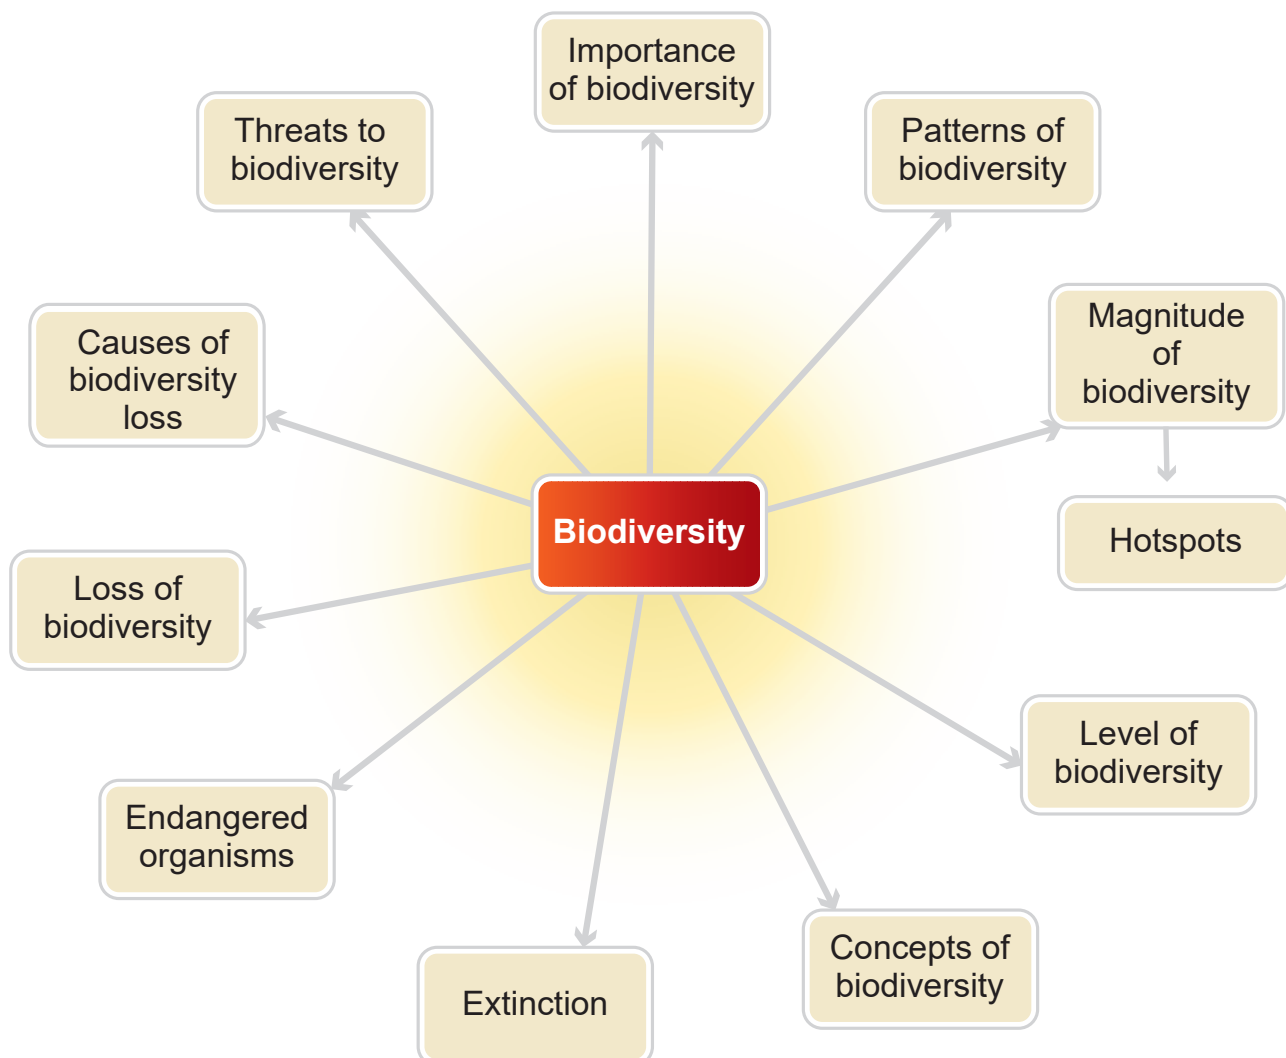 Importance
of biodiversity
Threats to
biodiversity
Patterns of
biodiversity
Causes of
biodiversity
loss
Magnitude
of
biodiversity
Biodiversity
Hotspots
Loss of
biodiversity
Level of
biodiversity
Endangered
organisms
Concepts of
biodiversity
Extinction